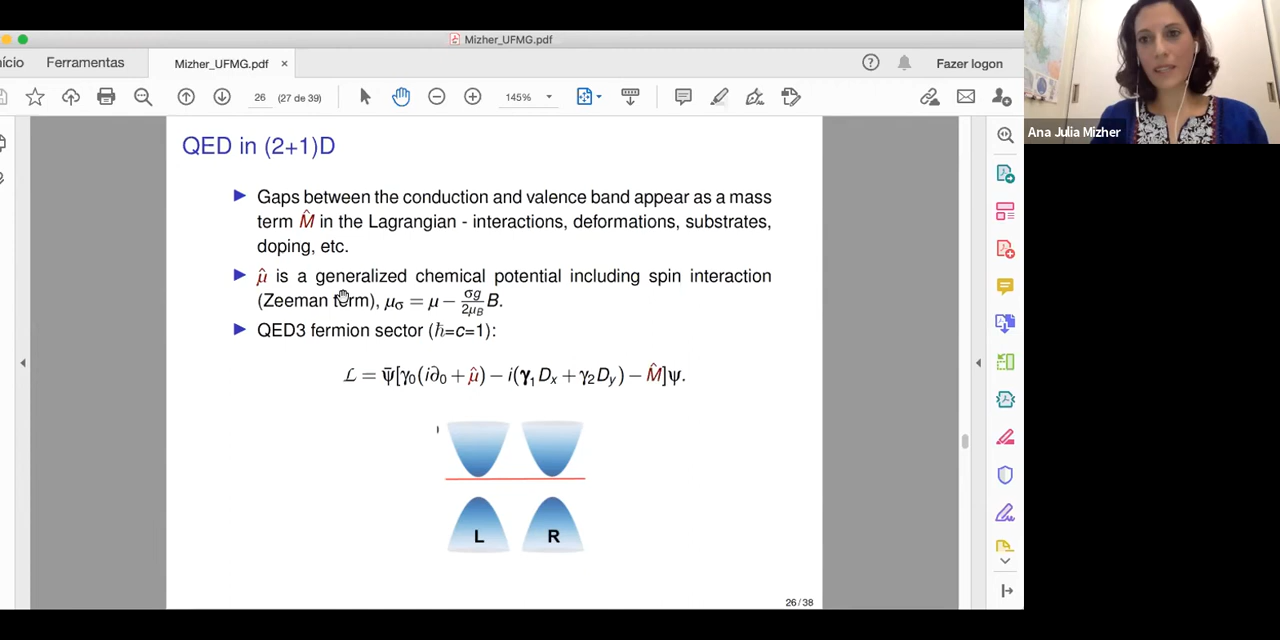 Mizher_UFMG.pdf
ício Ferramentas Mizher_UFMG.pdf × Fazer logon
26 (27 de 39) 145%
Ana Julia Mizher
QED in (2+1)D
Gaps between the conduction and valence band appear as a mass
term M̂ in the Lagrangian - interactions, deformations, substrates,
doping, etc.
μ̂ is a generalized chemical potential including spin interaction
(Zeeman term), μσ = μ − σg/2μB B.
QED3 fermion sector (ħ=c=1):
ℒ = ψ̄[γ0(i∂0 + μ̂) − i(γ1Dx + γ2Dy) − M̂]ψ.
L R
26/38